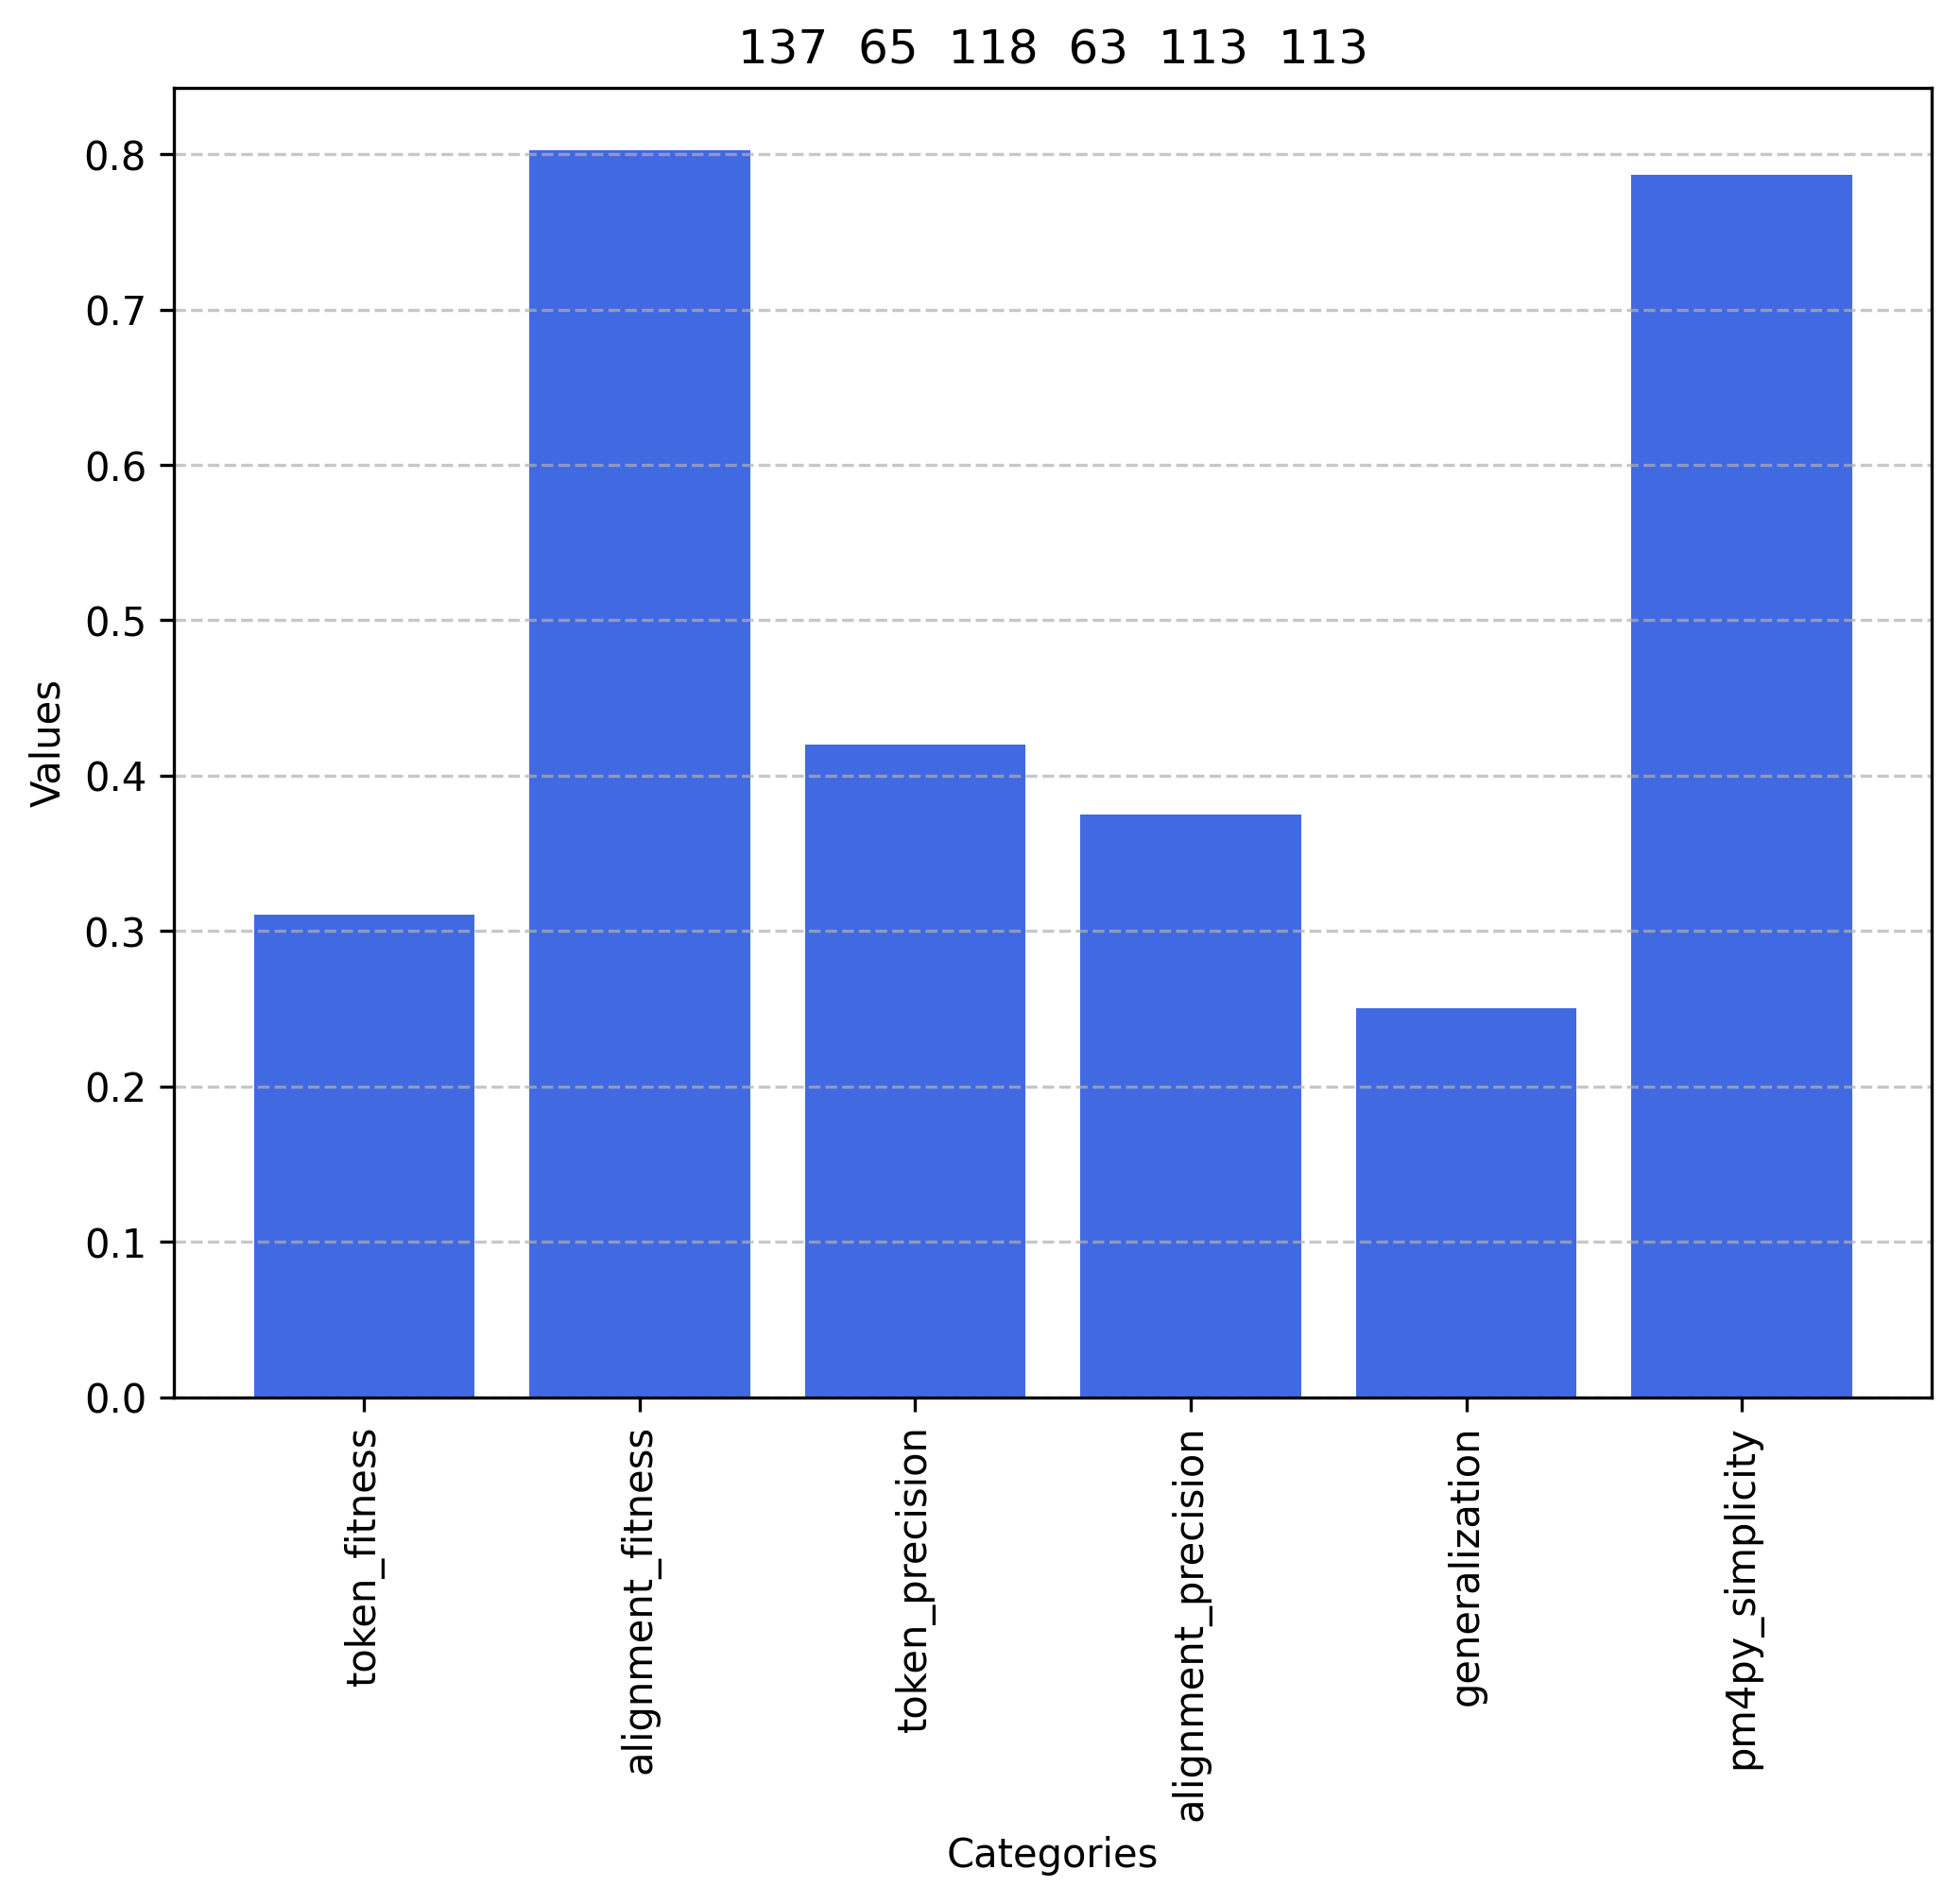 137 65 118 63 113 113
Values
0.8
0.7
0.6
0.5
0.4
0.3
0.2
0.1
0.0
token_fitness
alignment_fitness
token_precision
alignment_precision
generalization
pm4py_simplicity
Categories